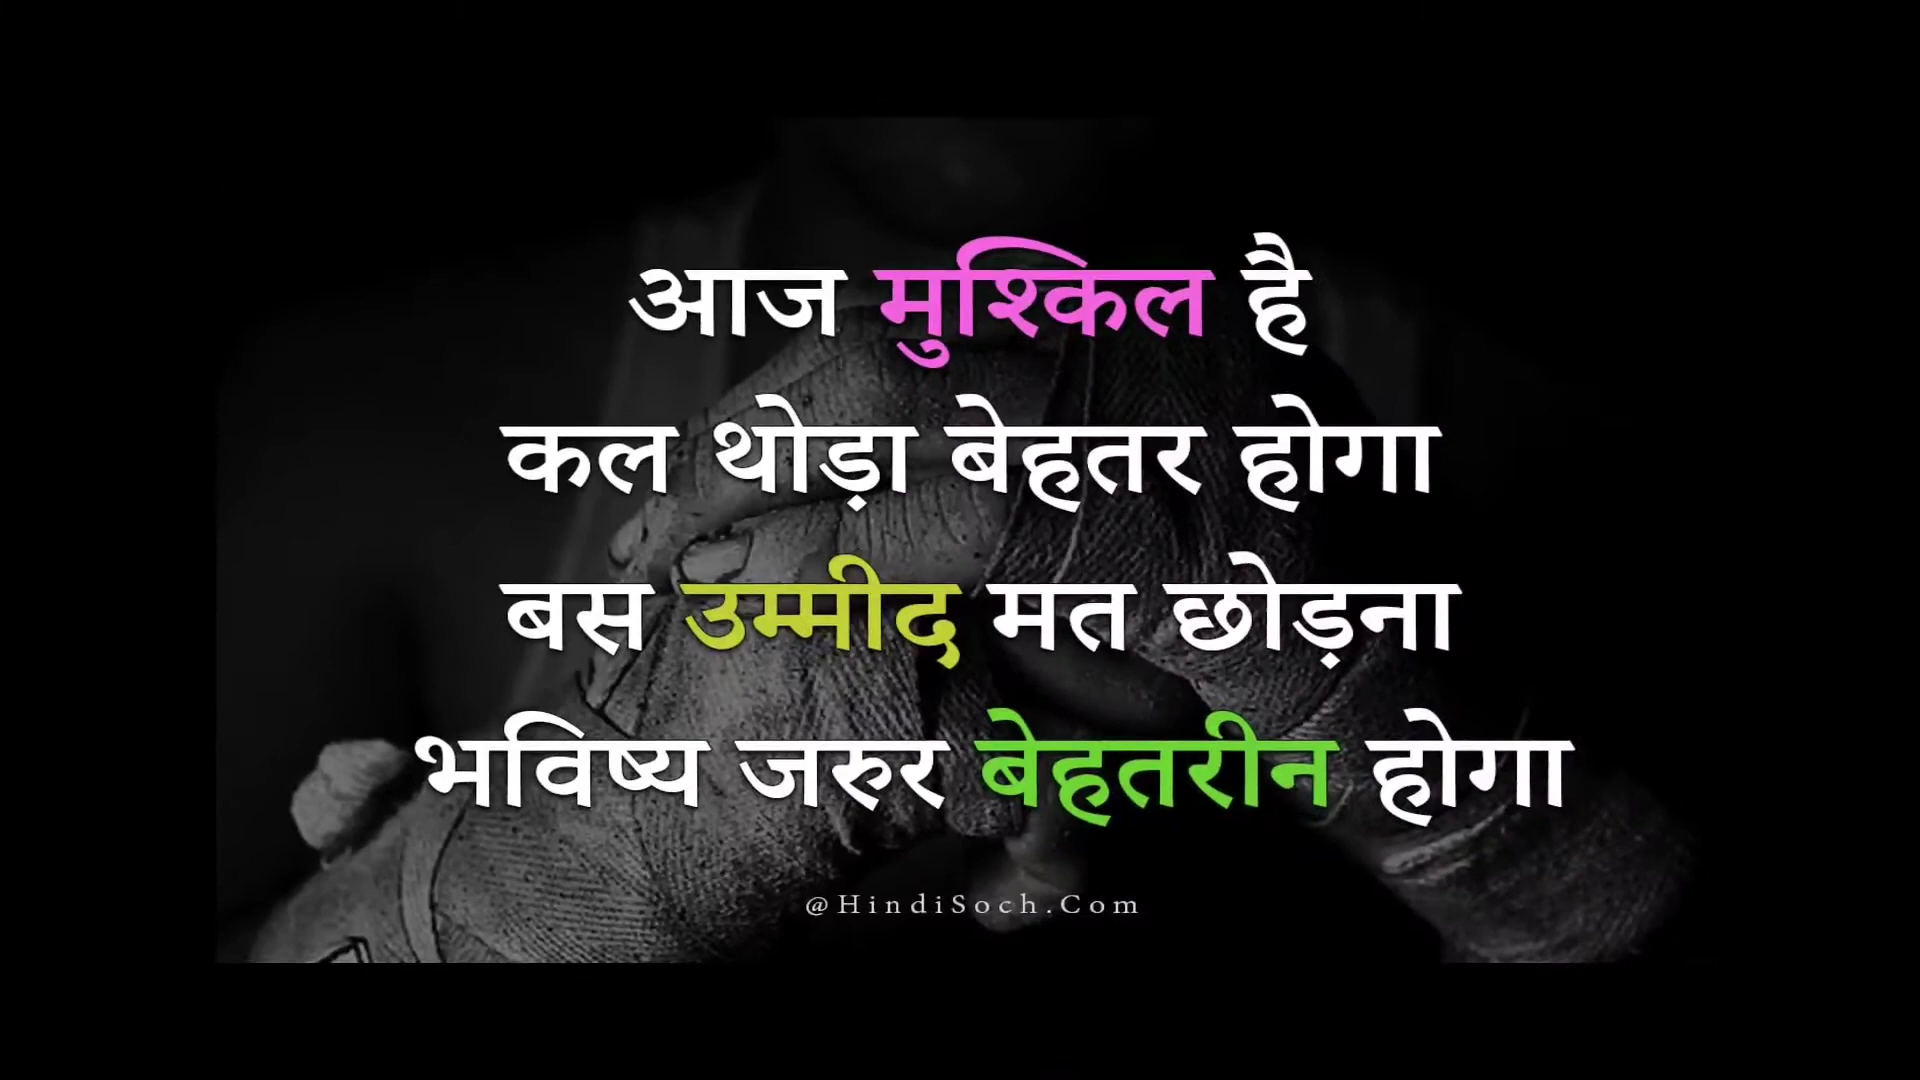 आज मुश्किल है
कल थोड़ा बेहतर होगा
बस उम्मीद मत छोड़ना
भविष्य जरुर बेहतरीन होगा
@HindiSoch.Com